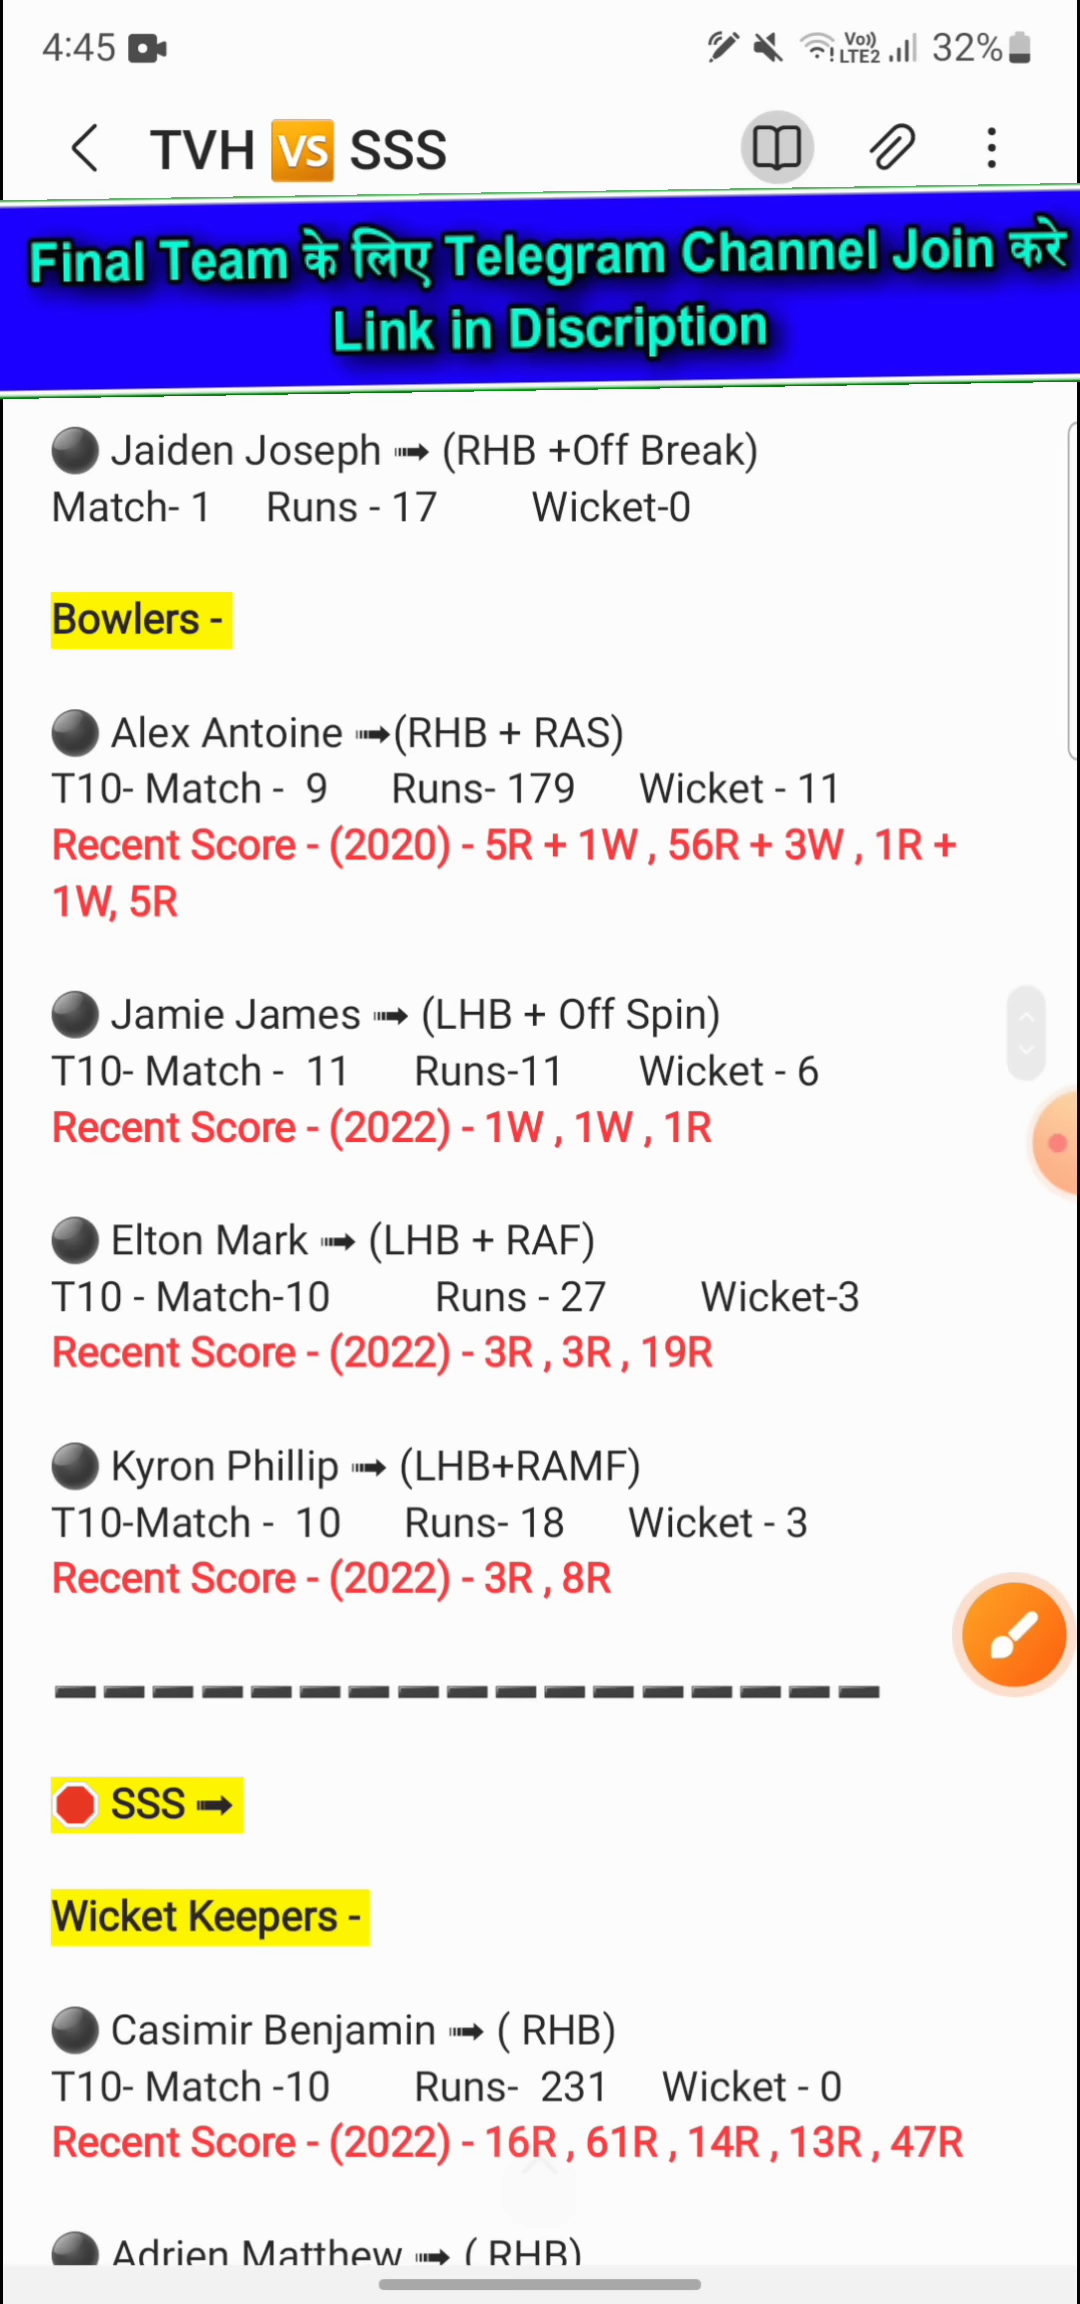 4:45 Vo)) LTE2 32%
TVH VS SSS
Final Team के लिए Telegram Channel Join करे
Link in Discription
Jaiden Joseph ➟ (RHB +Off Break)
Match- 1 Runs - 17 Wicket-0
Bowlers -
Alex Antoine ➟(RHB + RAS)
T10- Match - 9 Runs- 179 Wicket - 11
Recent Score - (2020) - 5R + 1W , 56R + 3W , 1R +
1W, 5R
Jamie James ➟ (LHB + Off Spin)
T10- Match - 11 Runs-11 Wicket - 6
Recent Score - (2022) - 1W , 1W , 1R
Elton Mark ➟ (LHB + RAF)
T10 - Match-10 Runs - 27 Wicket-3
Recent Score - (2022) - 3R , 3R , 19R
Kyron Phillip ➟ (LHB+RAMF)
T10-Match - 10 Runs- 18 Wicket - 3
Recent Score - (2022) - 3R , 8R
SSS ➟
Wicket Keepers -
Casimir Benjamin ➟ ( RHB)
T10- Match -10 Runs- 231 Wicket - 0
Recent Score - (2022) - 16R , 61R , 14R , 13R , 47R
Adrien Matthew ➟ ( RHB)